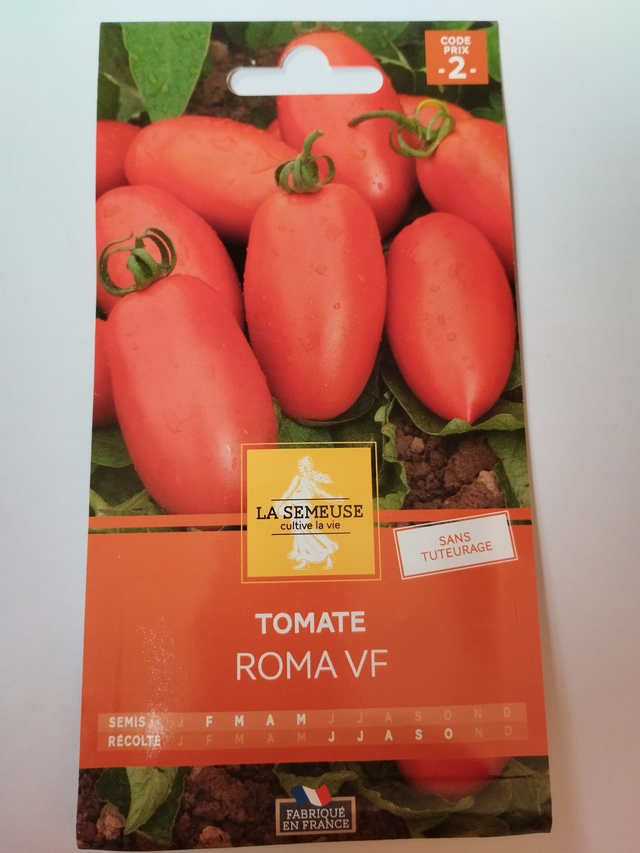 CODE
PRIX
-2-
LA SEMEUSE
cultive la vie
SANS
TUTEURAGE
TOMATE
ROMA VF
SEMIS J F M A M J J A S O N D
RÉCOLTE J F M A M J J A S O N D
FABRIQUÉ
EN FRANCE